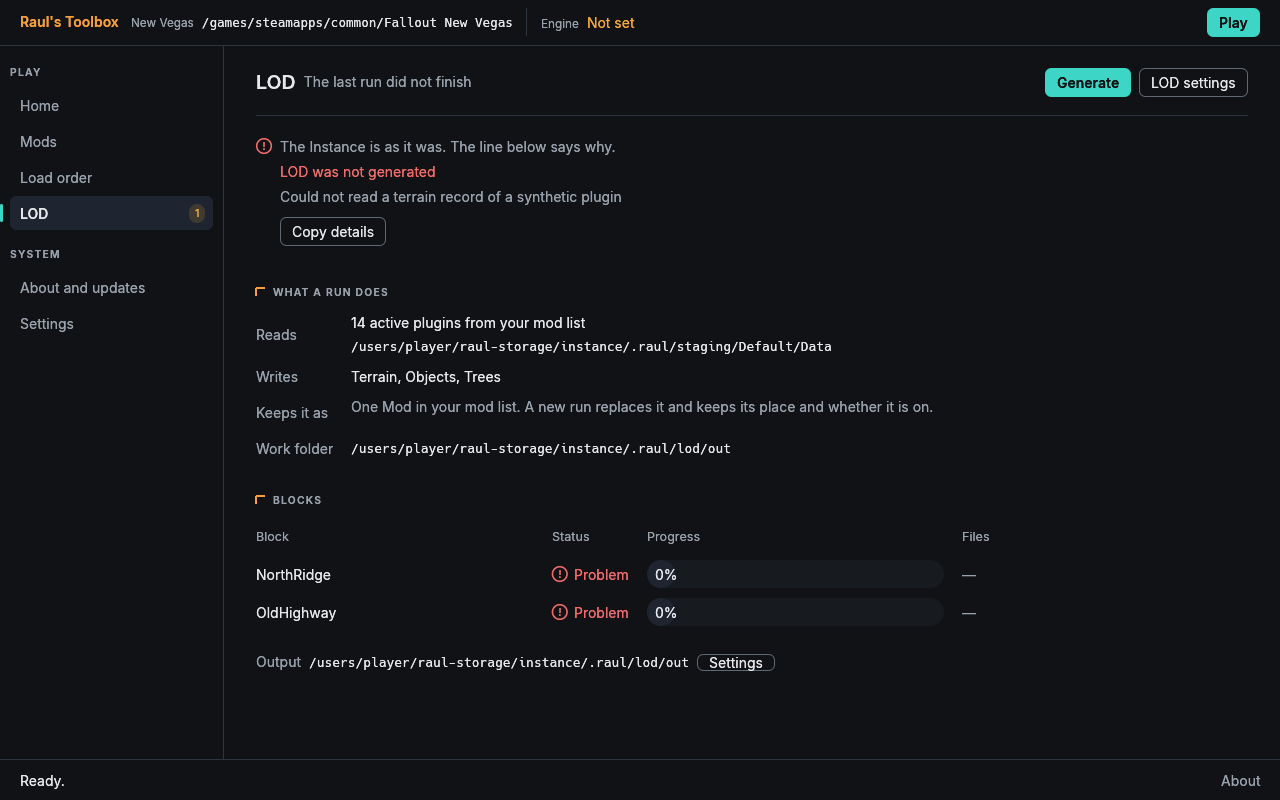 Raul's Toolbox New Vegas /games/steamapps/common/Fallout New Vegas Engine Not set Play
PLAY
Home
Mods
Load order
LOD 1
SYSTEM
About and updates
Settings
LOD The last run did not finish Generate LOD settings
The Instance is as it was. The line below says why.
LOD was not generated
Could not read a terrain record of a synthetic plugin
Copy details
WHAT A RUN DOES
Reads 14 active plugins from your mod list
/users/player/raul-storage/instance/.raul/staging/Default/Data
Writes Terrain, Objects, Trees
Keeps it as One Mod in your mod list. A new run replaces it and keeps its place and whether it is on.
Work folder /users/player/raul-storage/instance/.raul/lod/out
BLOCKS
Block Status Progress Files
NorthRidge Problem 0% —
OldHighway Problem 0% —
Output /users/player/raul-storage/instance/.raul/lod/out Settings
Ready. About